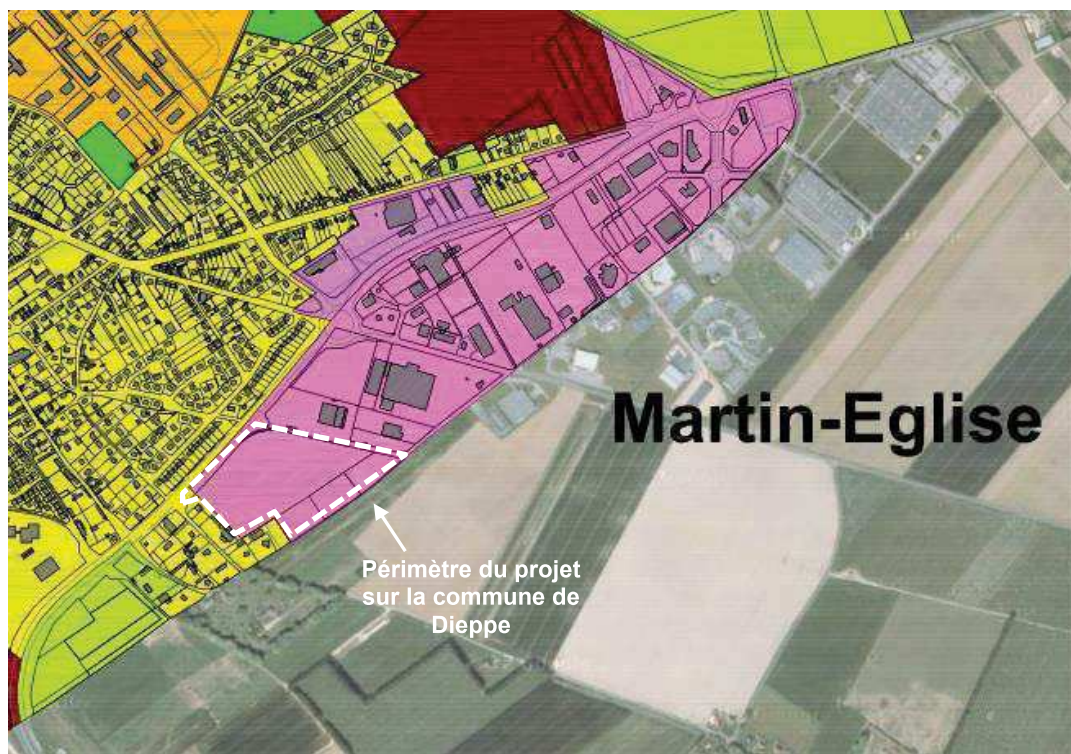 Martin-Eglise
Périmètre du projet
sur la commune de
Dieppe